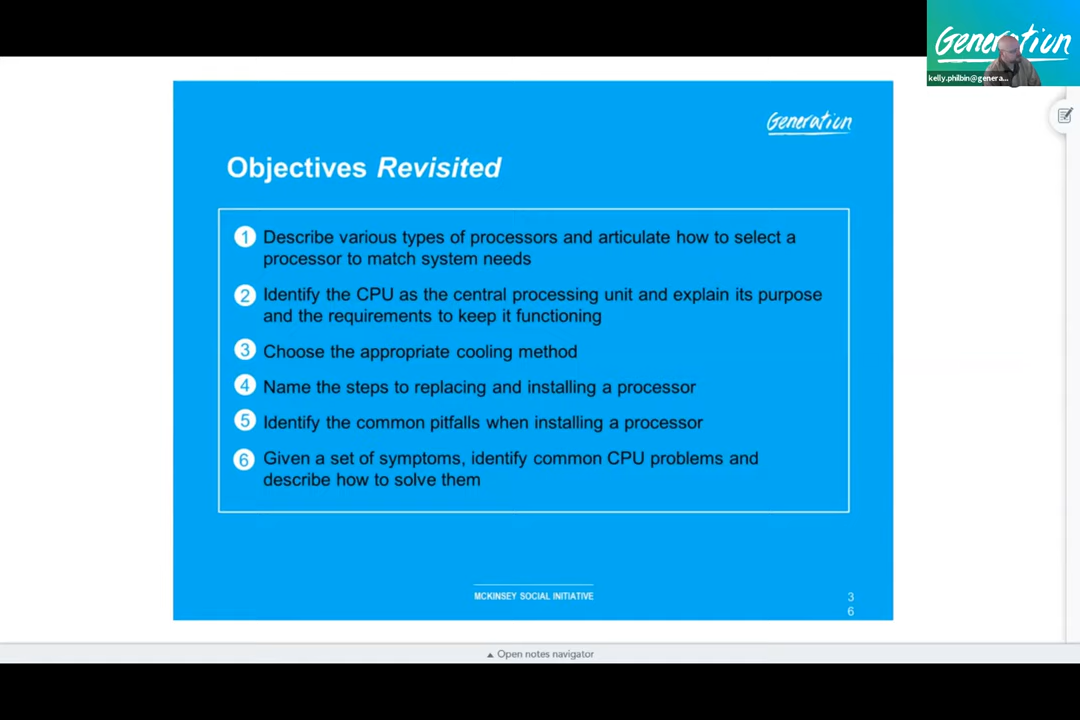 Generation
kelly.philbin@genera...
Generation
Objectives Revisited
1 Describe various types of processors and articulate how to select a
processor to match system needs
2 Identify the CPU as the central processing unit and explain its purpose
and the requirements to keep it functioning
3 Choose the appropriate cooling method
4 Name the steps to replacing and installing a processor
5 Identify the common pitfalls when installing a processor
6 Given a set of symptoms, identify common CPU problems and
describe how to solve them
MCKINSEY SOCIAL INITIATIVE
3
6
▲ Open notes navigator